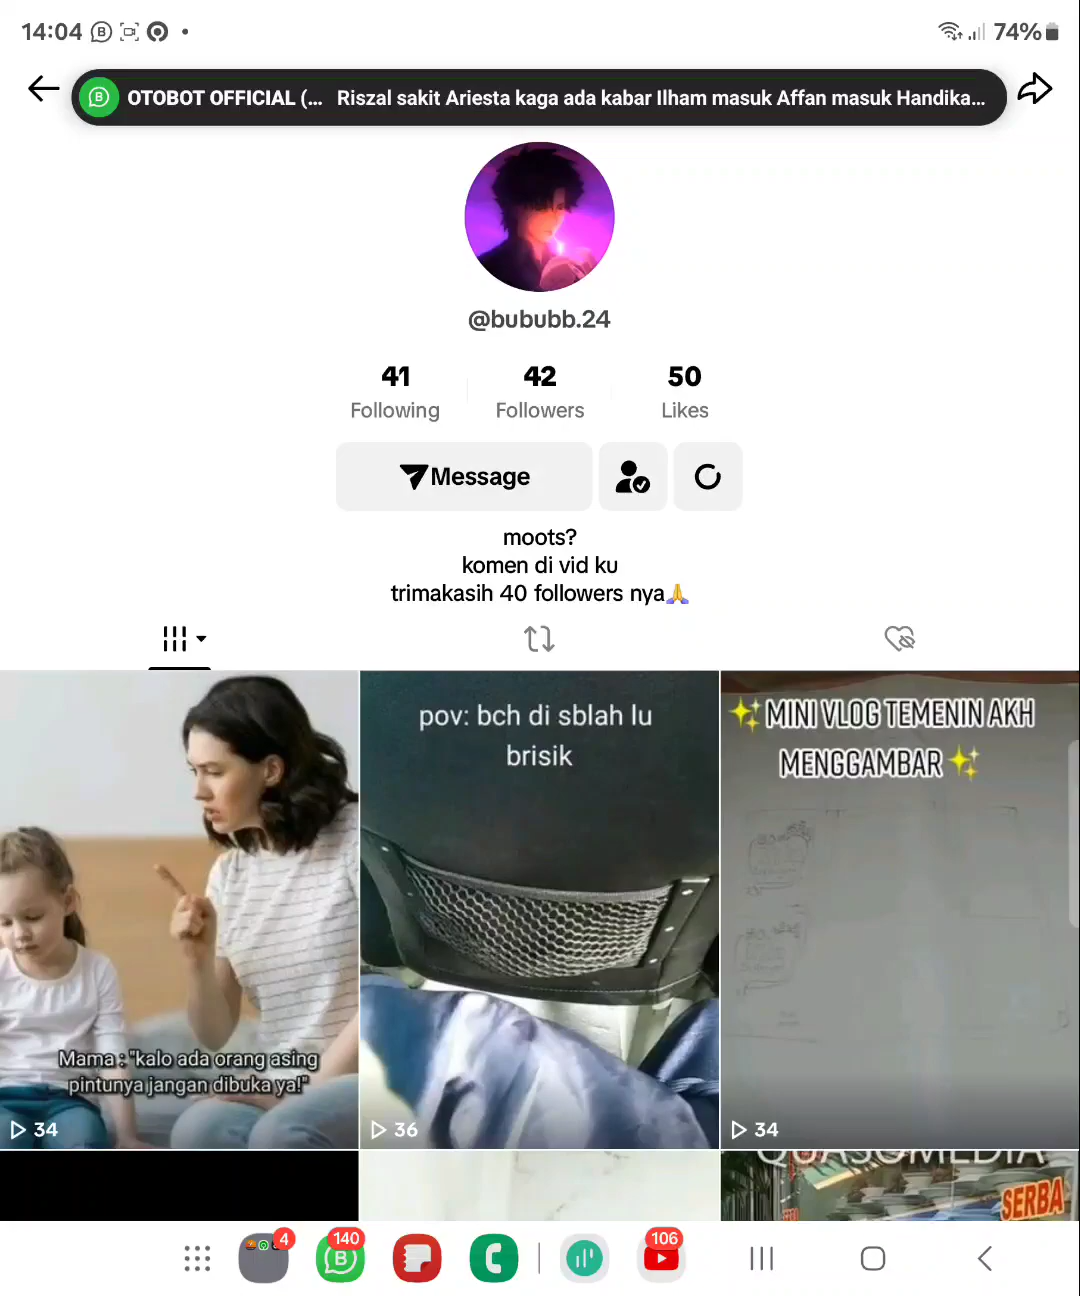 14:04
74%
OTOBOT OFFICIAL (... Riszal sakit Ariesta kaga ada kabar Ilham masuk Affan masuk Handika...
@bububb.24
41
Following
42
Followers
50
Likes
Message
moots?
komen di vid ku
trimakasih 40 followers nya🙏
Mama : "kalo ada orang asing
pintunya jangan dibuka ya!"
34
pov: bch di sblah lu
brisik
36
✨MINI VLOG TEMENIN AKH
MENGGAMBAR✨
34
SERBA
4
140
106